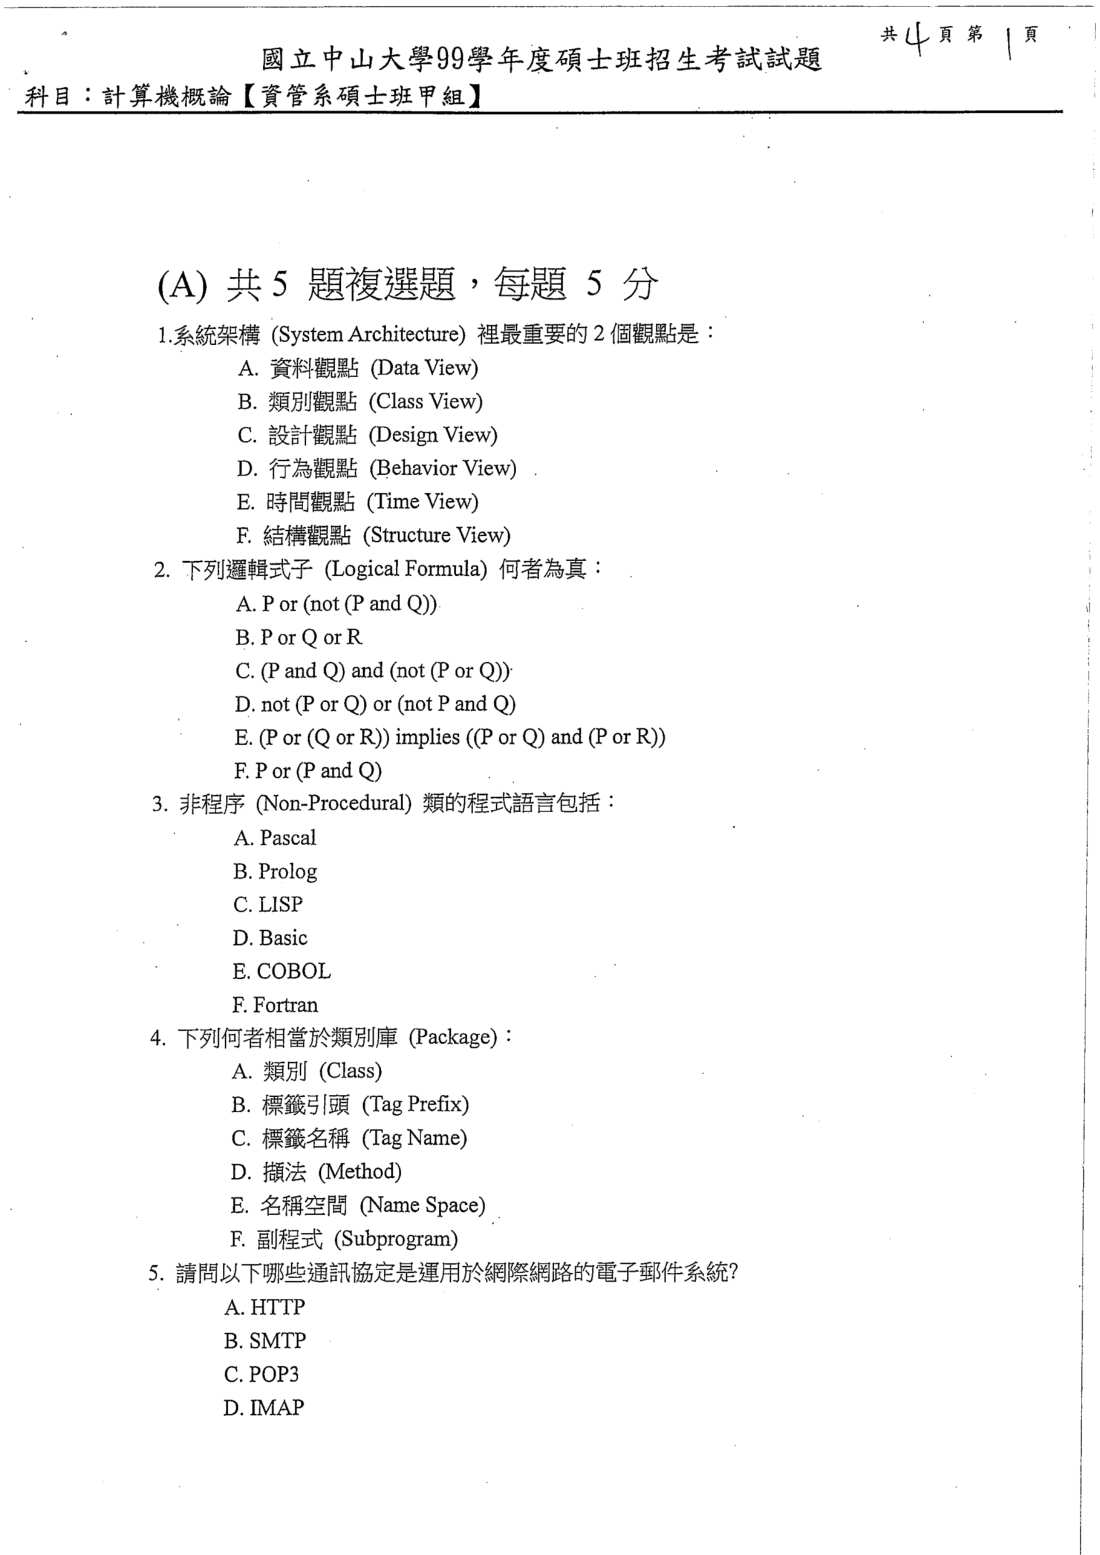 共4頁第1頁
國立中山大學99學年度碩士班招生考試試題
科目：計算機概論【資管系碩士班甲組】
(A) 共 5 題複選題，每題 5 分
1.系統架構 (System Architecture) 裡最重要的 2 個觀點是：
A. 資料觀點 (Data View)
B. 類別觀點 (Class View)
C. 設計觀點 (Design View)
D. 行為觀點 (Behavior View)
E. 時間觀點 (Time View)
F. 結構觀點 (Structure View)
2. 下列邏輯式子 (Logical Formula) 何者為真：
A. P or (not (P and Q))
B. P or Q or R
C. (P and Q) and (not (P or Q))
D. not (P or Q) or (not P and Q)
E. (P or (Q or R)) implies ((P or Q) and (P or R))
F. P or (P and Q)
3. 非程序 (Non-Procedural) 類的程式語言包括：
A. Pascal
B. Prolog
C. LISP
D. Basic
E. COBOL
F. Fortran
4. 下列何者相當於類別庫 (Package)：
A. 類別 (Class)
B. 標籤引頭 (Tag Prefix)
C. 標籤名稱 (Tag Name)
D. 擷法 (Method)
E. 名稱空間 (Name Space)
F. 副程式 (Subprogram)
5. 請問以下哪些通訊協定是運用於網際網路的電子郵件系統?
A. HTTP
B. SMTP
C. POP3
D. IMAP